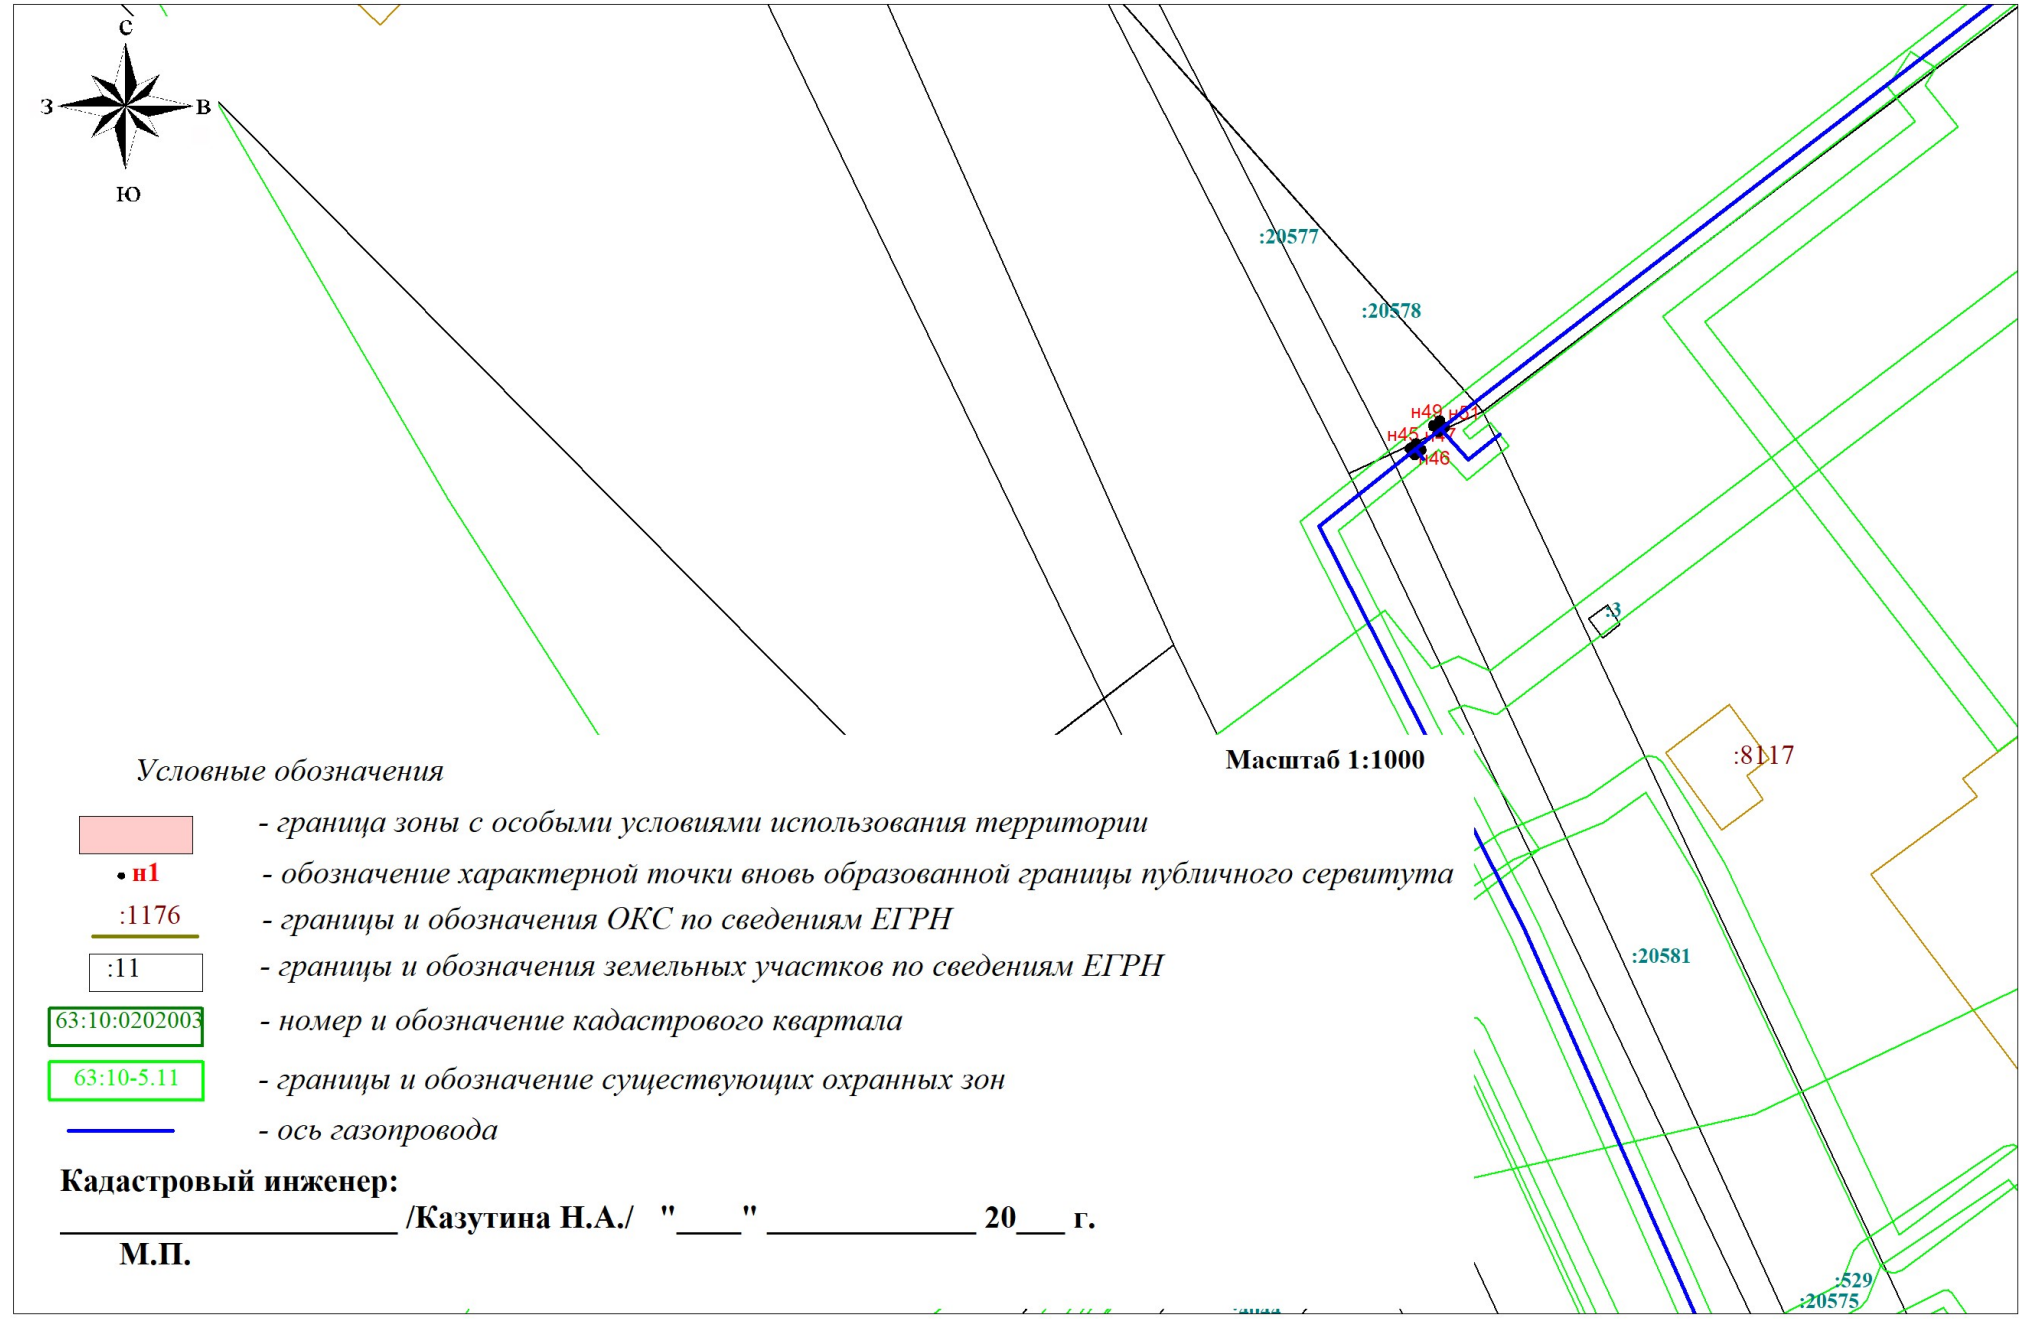 С
З
В
Ю
:20577
:20578
н49
н51
н45
н47
н46
:3
:8117
Масштаб 1:1000
Условные обозначения
- граница зоны с особыми условиями использования территории
н1
- обозначение характерной точки вновь образованной границы публичного сервитута
:1176
- границы и обозначения ОКС по сведениям ЕГРН
:11
- границы и обозначения земельных участков по сведениям ЕГРН
:20581
63:10:0202003
- номер и обозначение кадастрового квартала
63:10-5.11
- границы и обозначение существующих охранных зон
- ось газопровода
Кадастровый инженер:
_____________________ /Казутина Н.А./ "____" _____________ 20___ г.
М.П.
:529
:20575